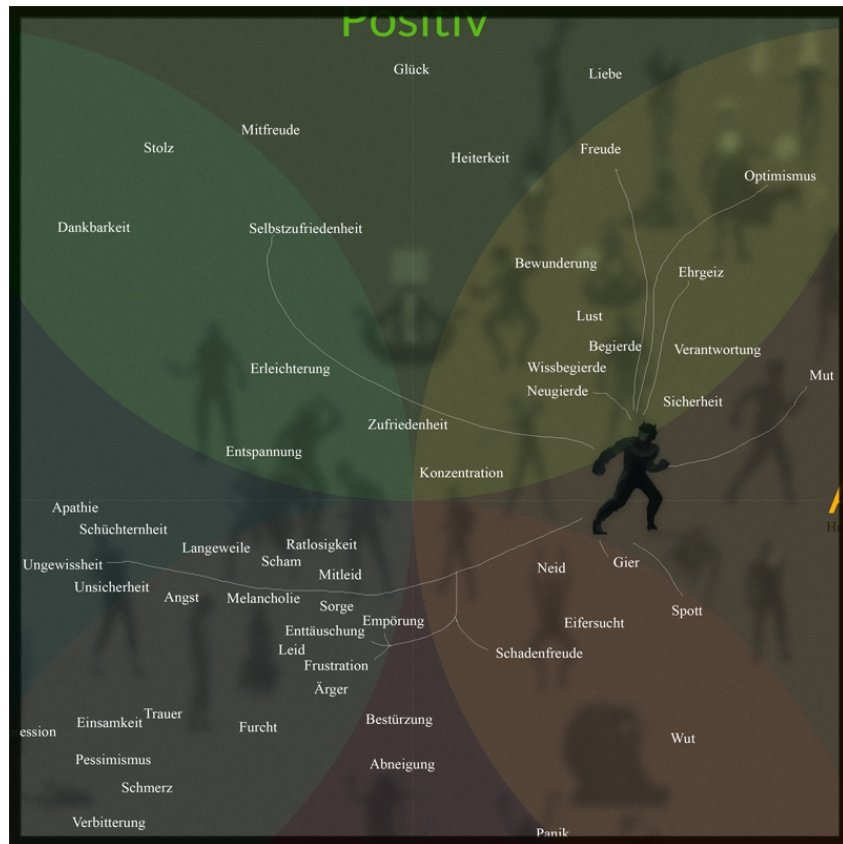 Positiv
Glück
Liebe
Mitfreude
Stolz
Freude
Heiterkeit
Optimismus
Dankbarkeit
Selbstzufriedenheit
Bewunderung
Ehrgeiz
Lust
Begierde
Verantwortung
Erleichterung
Wissbegierde
Mut
Neugierde
Sicherheit
Zufriedenheit
Entspannung
Konzentration
Apathie
Schüchternheit
Ratlosigkeit
Langeweile
Scham
Ungewissheit
Neid
Gier
Mitleid
Unsicherheit
Angst
Melancholie
Sorge
Spott
Empörung
Eifersucht
Enttäuschung
Leid
Schadenfreude
Frustration
Ärger
Trauer
Einsamkeit
Bestürzung
Furcht
ession
Wut
Pessimismus
Abneigung
Schmerz
Verbitterung
Panik